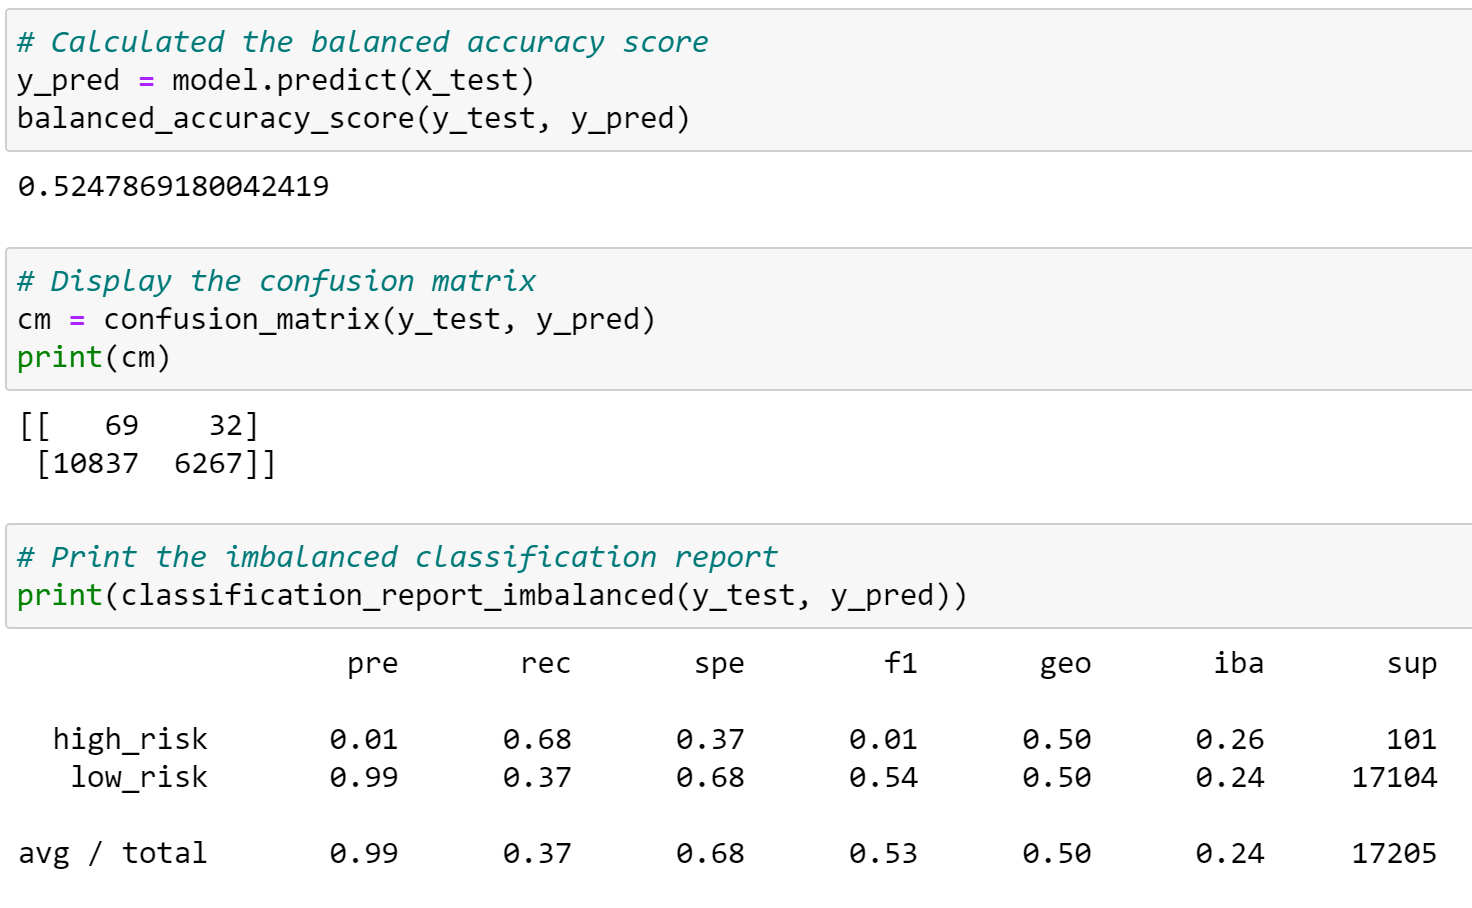 # Calculated the balanced accuracy score
y_pred = model.predict(X_test)
balanced_accuracy_score(y_test, y_pred)
0.5247869180042419
# Display the confusion matrix
cm = confusion_matrix(y_test, y_pred)
print(cm)
[[   69    32]
 [10837  6267]]
# Print the imbalanced classification report
print(classification_report_imbalanced(y_test, y_pred))
                   pre       rec       spe        f1       geo       iba       sup
  high_risk       0.01      0.68      0.37      0.01      0.50      0.26       101
   low_risk       0.99      0.37      0.68      0.54      0.50      0.24     17104
avg / total       0.99      0.37      0.68      0.53      0.50      0.24     17205